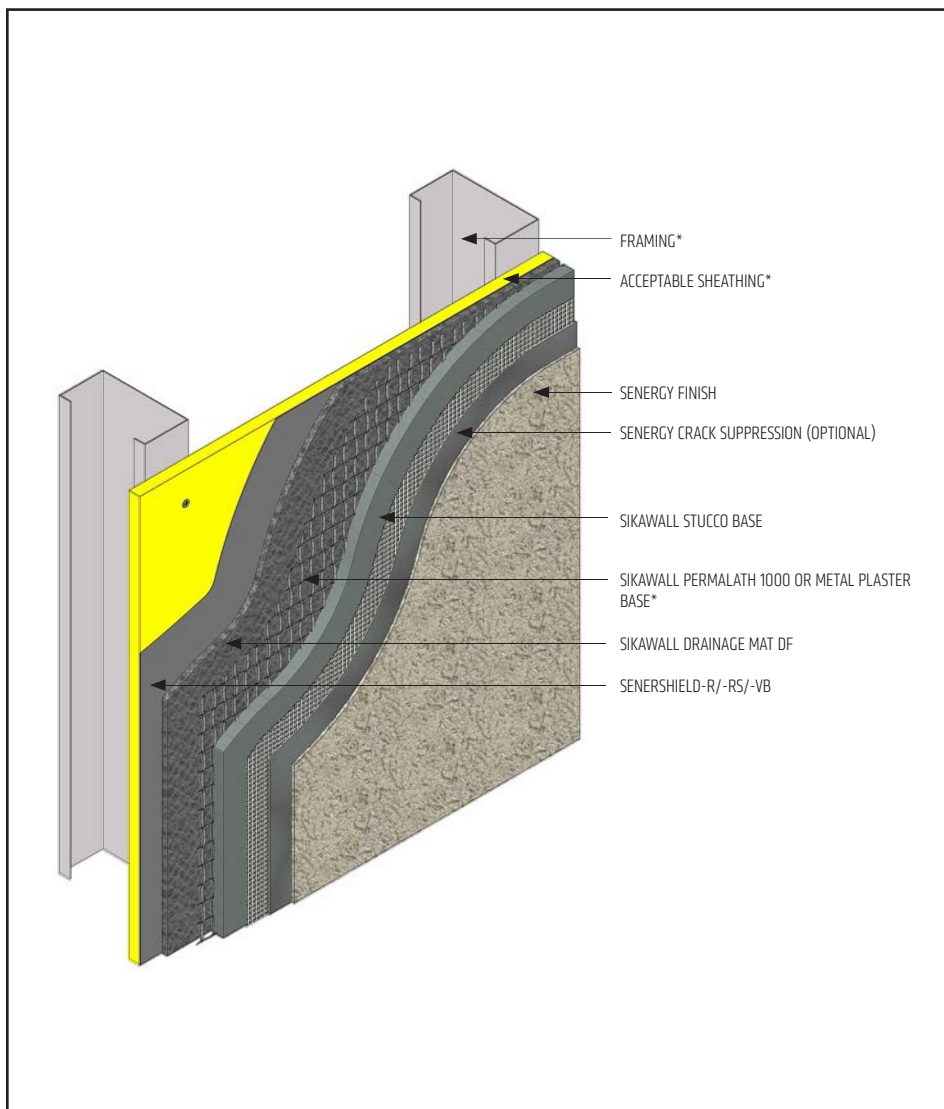 FRAMING*
ACCEPTABLE SHEATHING*
SENERGY FINISH
SENERGY CRACK SUPPRESSION (OPTIONAL)
SIKAWALL STUCCO BASE
SIKAWALL PERMALATH 1000 OR METAL PLASTER
BASE*
SIKAWALL DRAINAGE MAT DF
SENERSHIELD-R/-RS/-VB